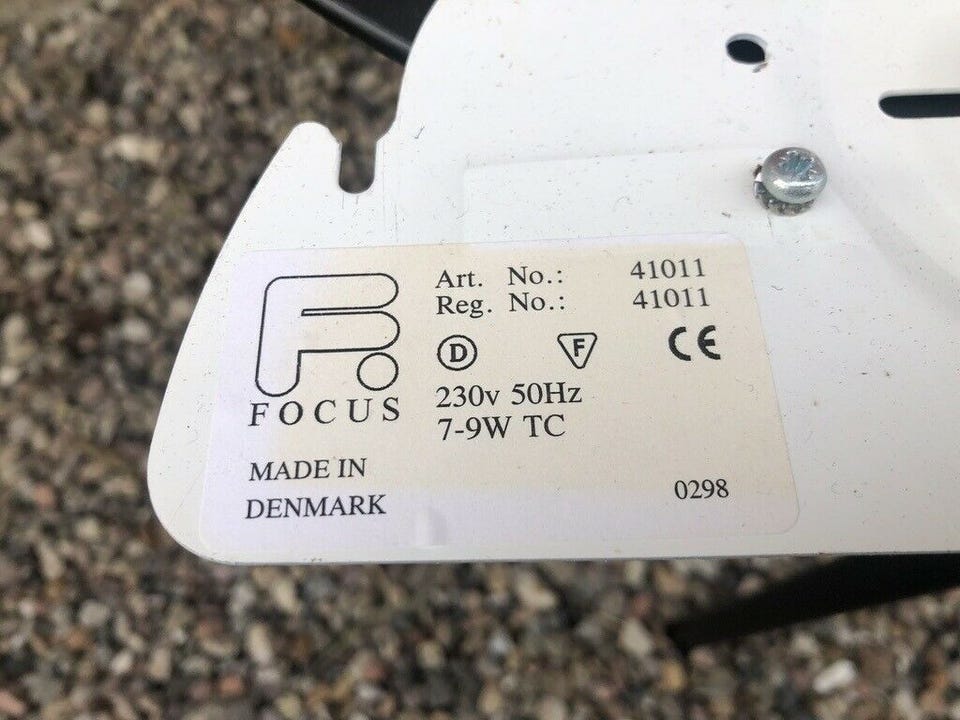 Art. No.: 41011
Reg. No.: 41011
D F CE
FOCUS
230v 50Hz
7-9W TC
MADE IN
DENMARK
0298